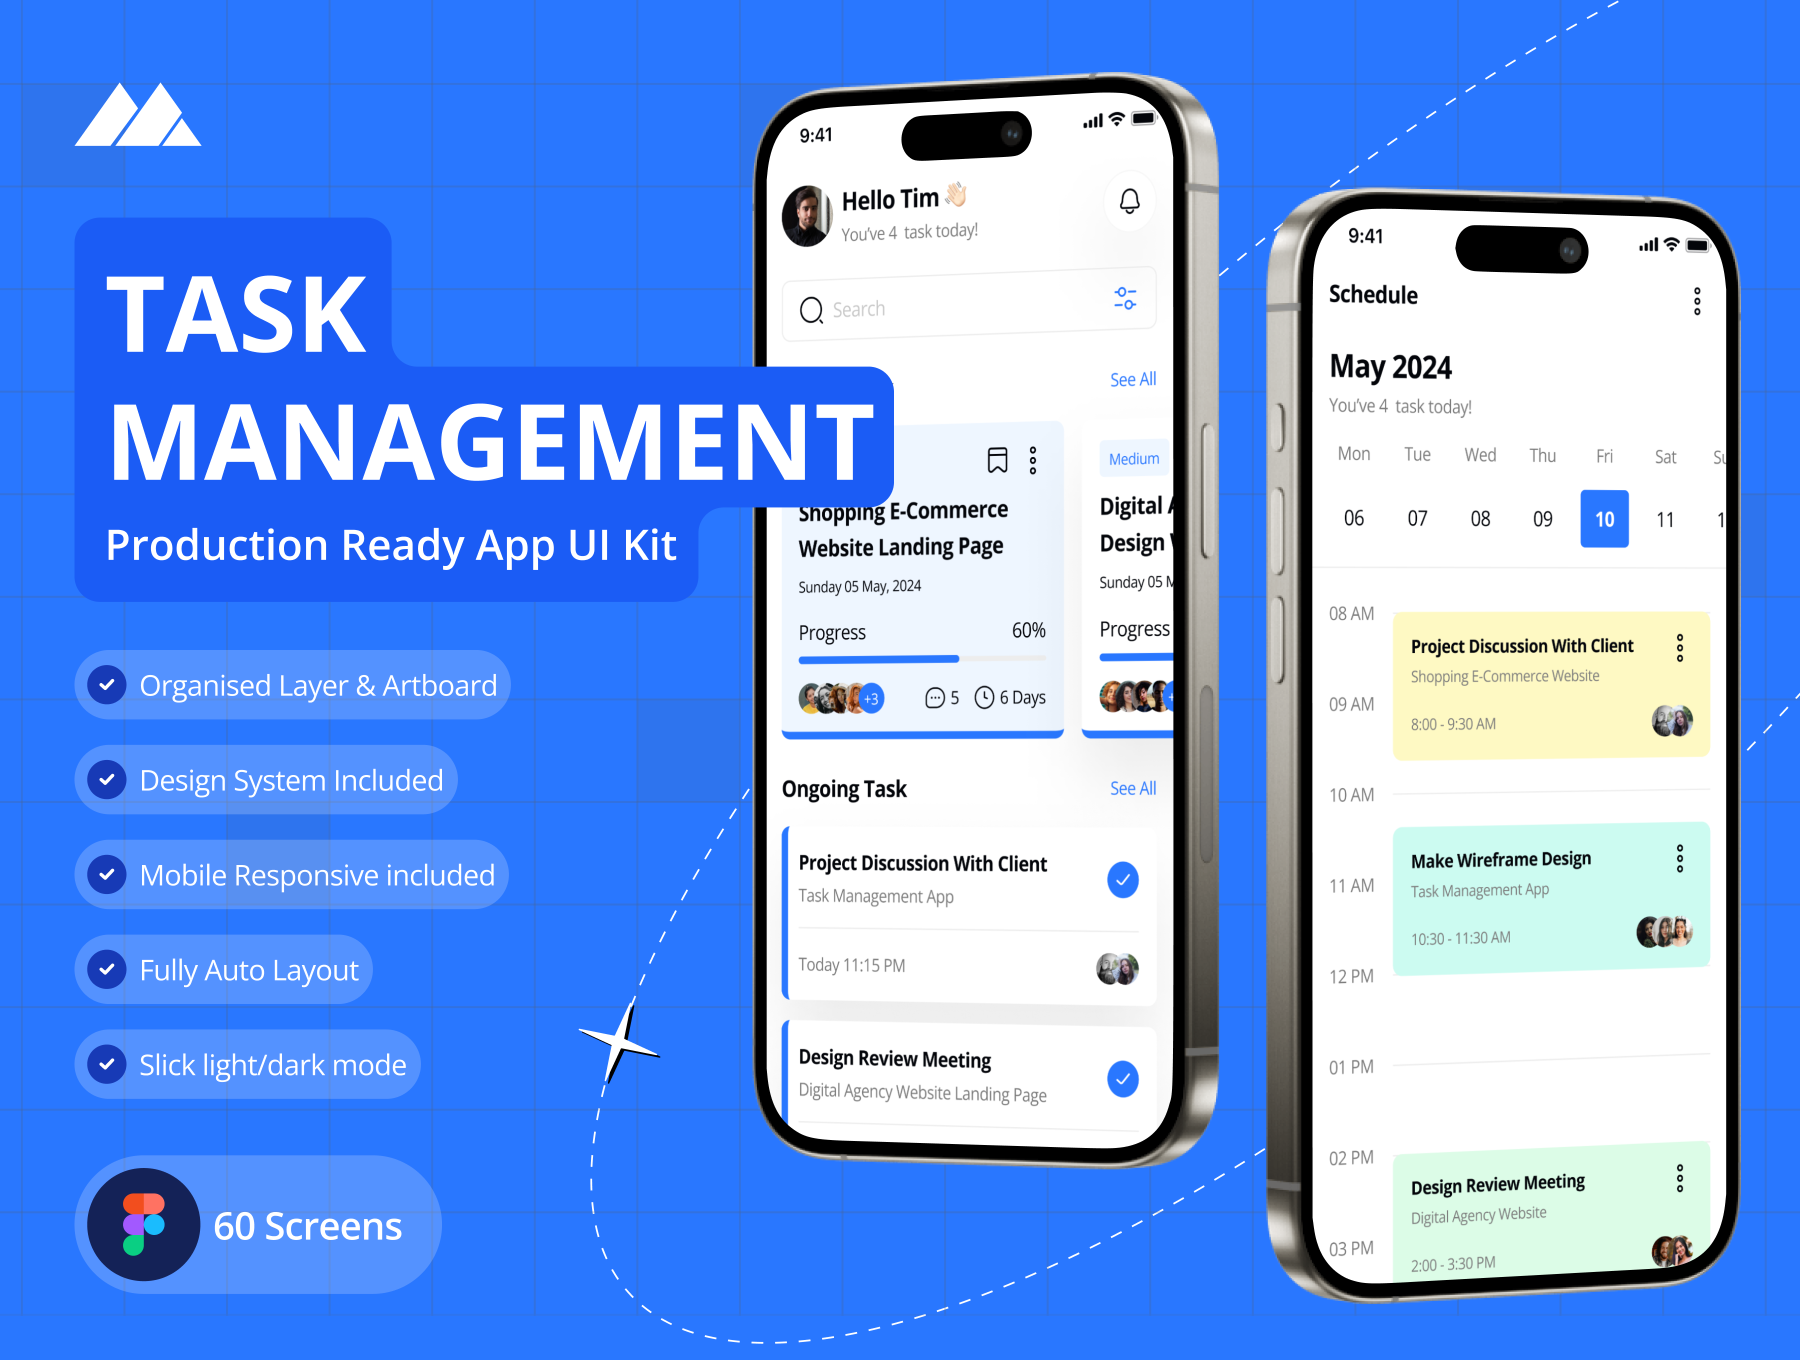 TASK
MANAGEMENT
Production Ready App UI Kit
Organised Layer & Artboard
Design System Included
Mobile Responsive included
Fully Auto Layout
Slick light/dark mode
60 Screens
9:41
Hello Tim 👋🏻
You've 4 task today!
Search
See All
Shopping E-Commerce
Website Landing Page
Sunday 05 May, 2024
Progress 60%
+3 5 6 Days
Medium
Digital
Design
Sunday 05
Progress
Ongoing Task See All
Project Discussion With Client
Task Management App
Today 11:15 PM
Design Review Meeting
Digital Agency Website Landing Page
9:41
Schedule
May 2024
You've 4 task today!
Mon Tue Wed Thu Fri Sat
06 07 08 09 10 11
08 AM
Project Discussion With Client
Shopping E-Commerce Website
09 AM
8:00 - 9:30 AM
10 AM
Make Wireframe Design
11 AM
Task Management App
10:30 - 11:30 AM
12 PM
01 PM
02 PM
Design Review Meeting
Digital Agency Website
03 PM
2:00 - 3:30 PM